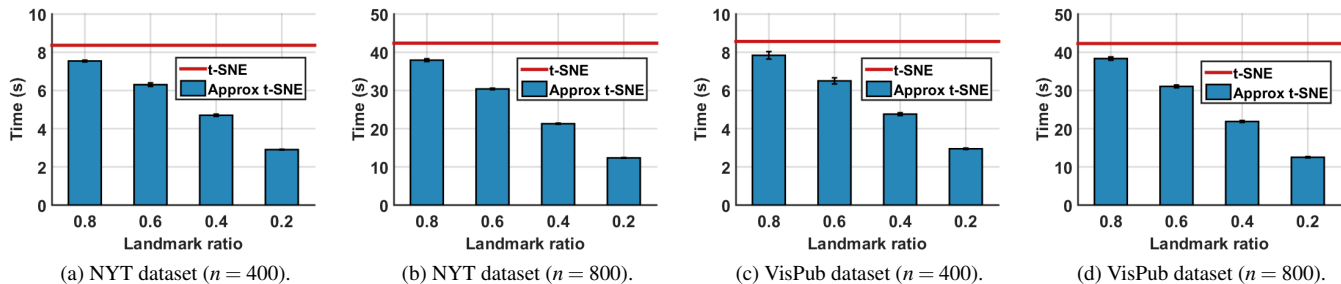 10
8
6
4
2
0
Time (s)
t-SNE
Approx t-SNE
0.8 0.6 0.4 0.2
Landmark ratio
(a) NYT dataset (n = 400).
50
40
30
20
10
0
Time (s)
t-SNE
Approx t-SNE
0.8 0.6 0.4 0.2
Landmark ratio
(b) NYT dataset (n = 800).
10
8
6
4
2
0
Time (s)
t-SNE
Approx t-SNE
0.8 0.6 0.4 0.2
Landmark ratio
(c) VisPub dataset (n = 400).
50
40
30
20
10
0
Time (s)
t-SNE
Approx t-SNE
0.8 0.6 0.4 0.2
Landmark ratio
(d) VisPub dataset (n = 800).